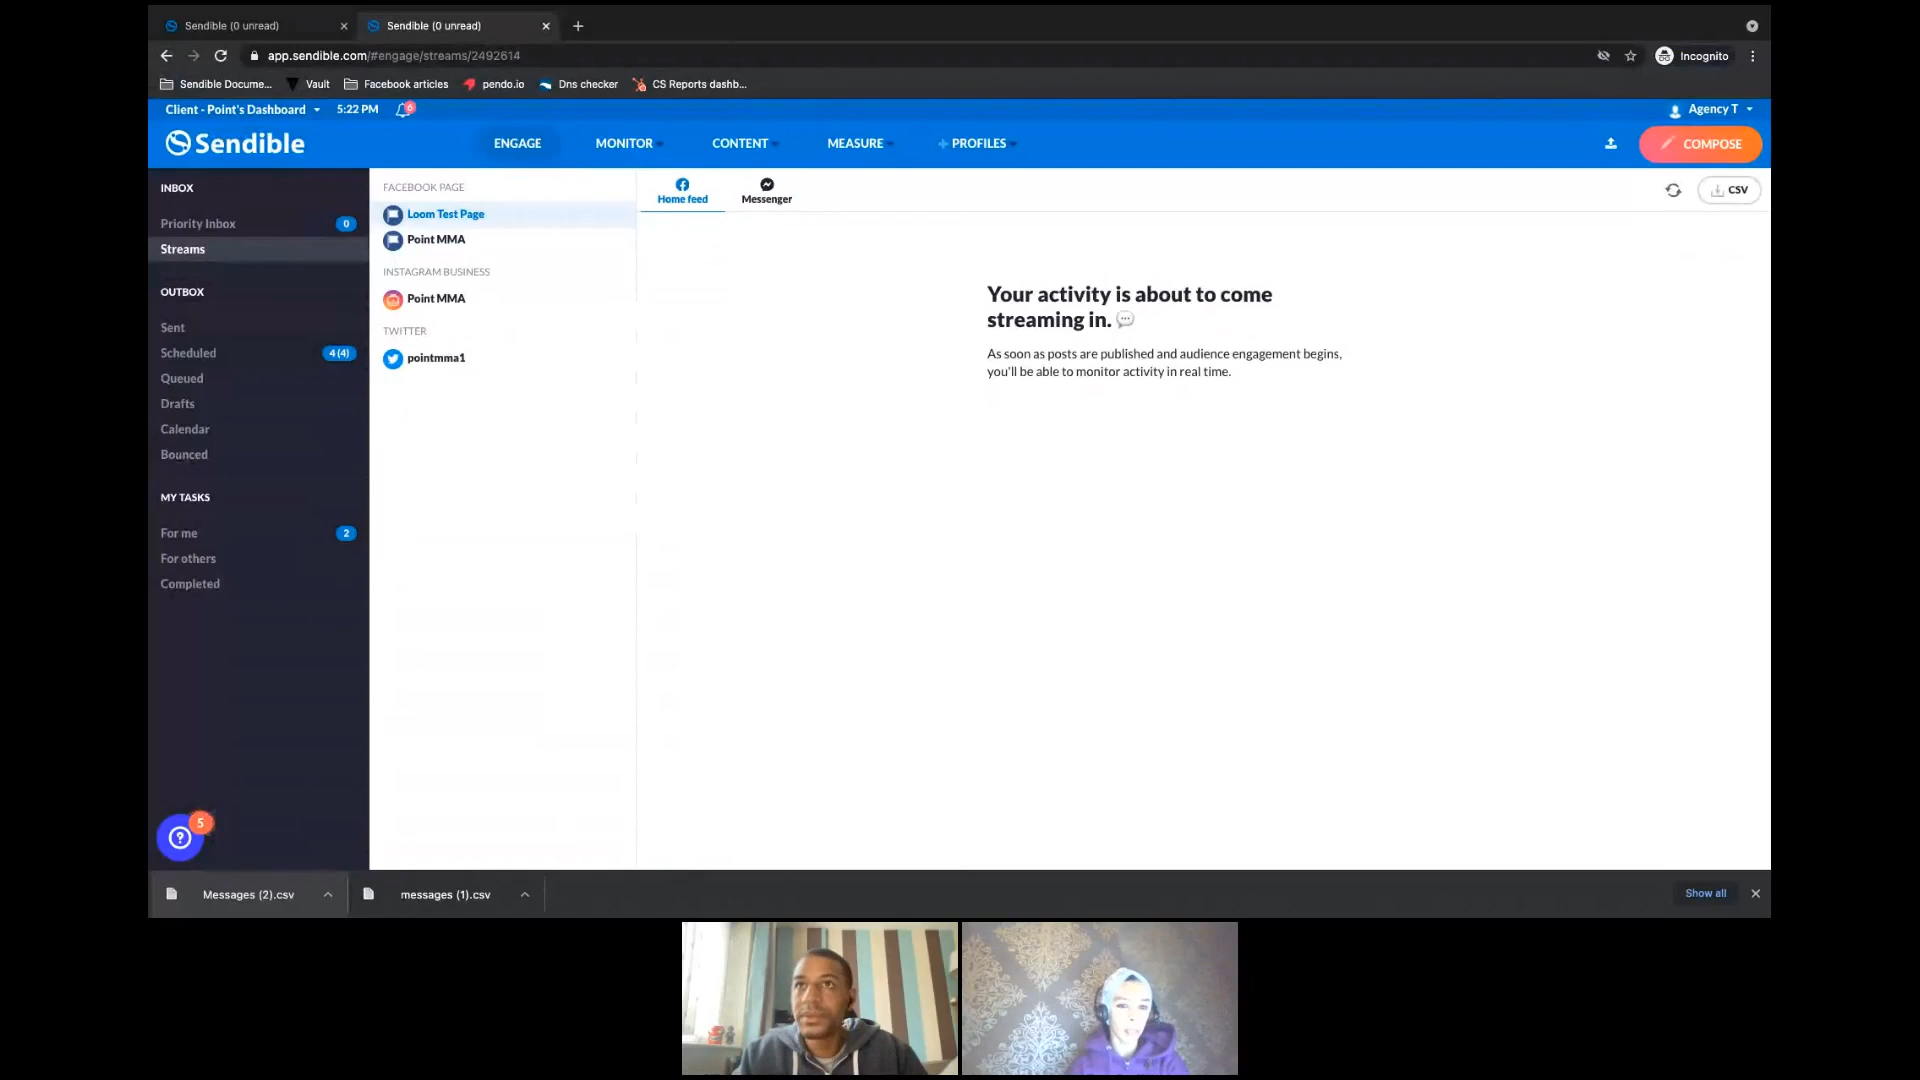 Sendible (0 unread)
Sendible (0 unread)
app.sendible.com/#engage/streams/2492614
Incognito
Sendible Docume...
Vault
Facebook articles
pendo.io
Dns checker
CS Reports dashb...
Client - Point's Dashboard
5:22 PM
6
Agency T
Sendible
ENGAGE
MONITOR
CONTENT
MEASURE
+ PROFILES
COMPOSE
INBOX
Priority Inbox
0
Streams
OUTBOX
Sent
Scheduled
4 (4)
Queued
Drafts
Calendar
Bounced
MY TASKS
For me
2
For others
Completed
5
FACEBOOK PAGE
Loom Test Page
Point MMA
INSTAGRAM BUSINESS
Point MMA
TWITTER
pointmma1
Home feed
Messenger
CSV
Your activity is about to come
streaming in.
As soon as posts are published and audience engagement begins,
you'll be able to monitor activity in real time.
Messages (2).csv
messages (1).csv
Show all